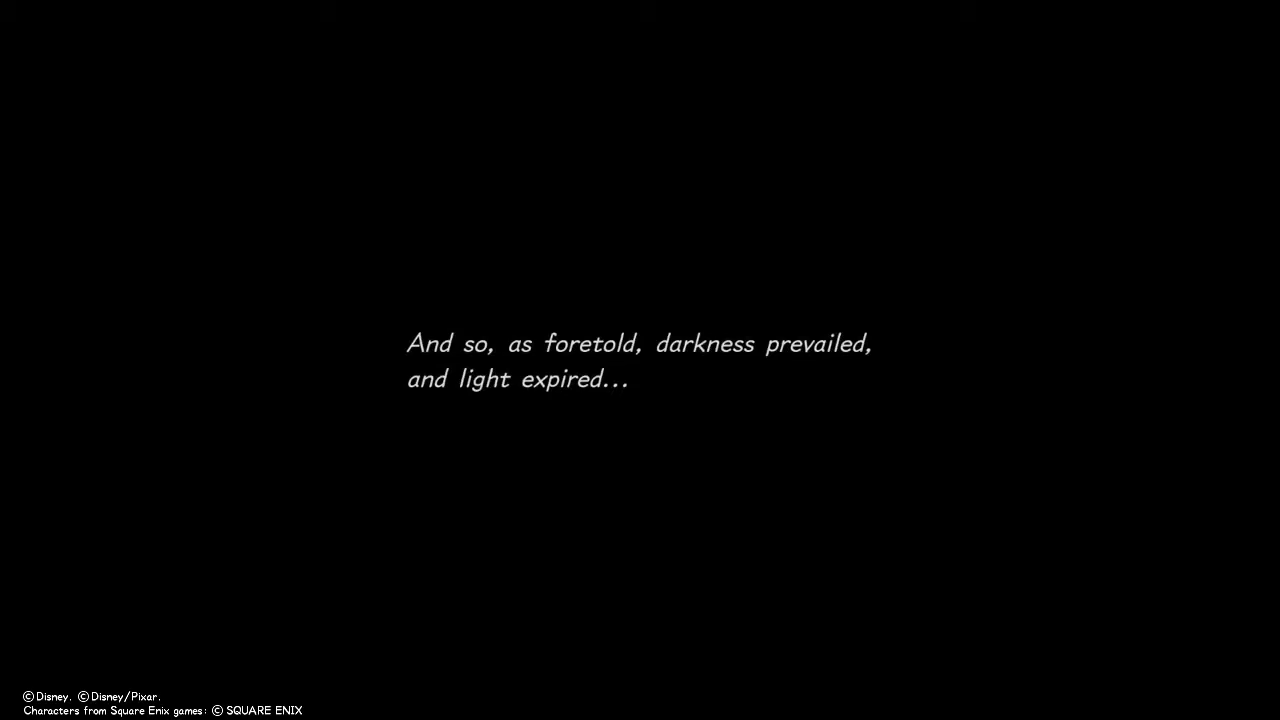 And so, as foretold, darkness prevailed,
and light expired...
©Disney. ©Disney/Pixar.
Characters from Square Enix games: © SQUARE ENIX